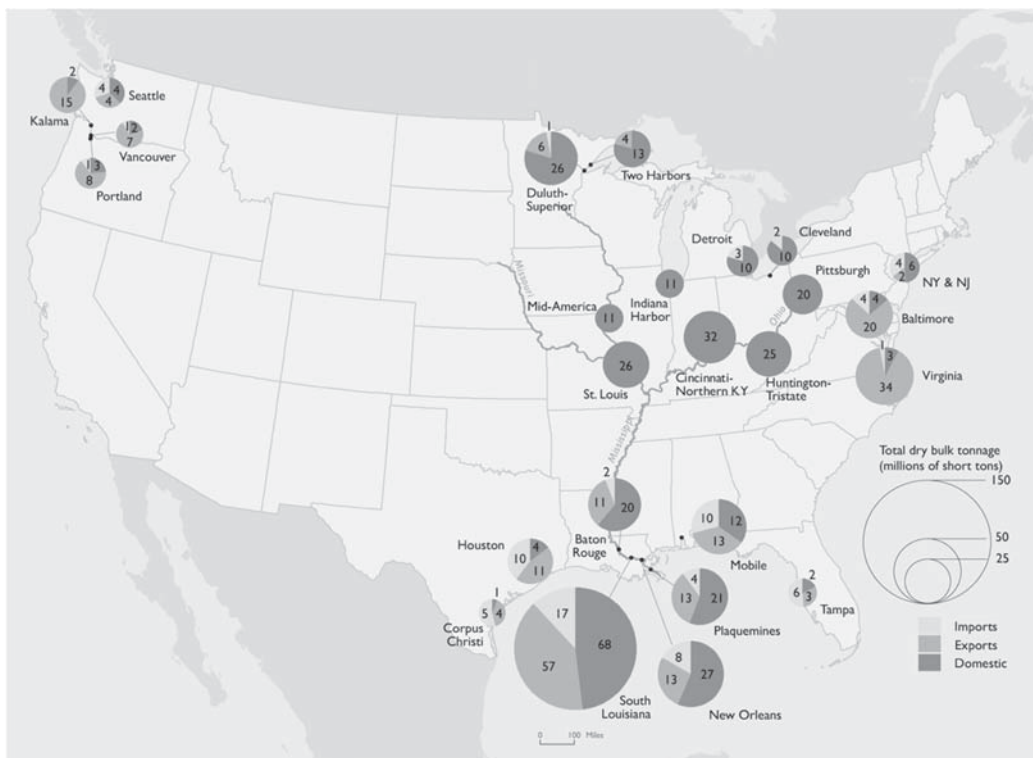 2
15
Kalama
4
4
4
Seattle
1
2
7
Vancouver
1
3
8
Portland
1
6
26
Duluth-
Superior
4
13
Two Harbors
Detroit
3
10
2
10
Cleveland
Pittsburgh
20
4
6
2
NY & NJ
4
4
20
Baltimore
1
3
34
Virginia
Missouri
Mid-America
11
11
Indiana
Harbor
Ohio
32
Cincinnati-
Northern KY
25
Huntington-
Tristate
26
St. Louis
Mississippi
2
11
20
Baton
Rouge
10
12
13
Mobile
Houston
10
4
11
1
5
4
Corpus
Christi
17
68
57
South
Louisiana
4
13
21
Plaquemines
8
13
27
New Orleans
2
6
3
Tampa
Total dry bulk tonnage
(millions of short tons)
150
50
25
Imports
Exports
Domestic
0 100 Miles